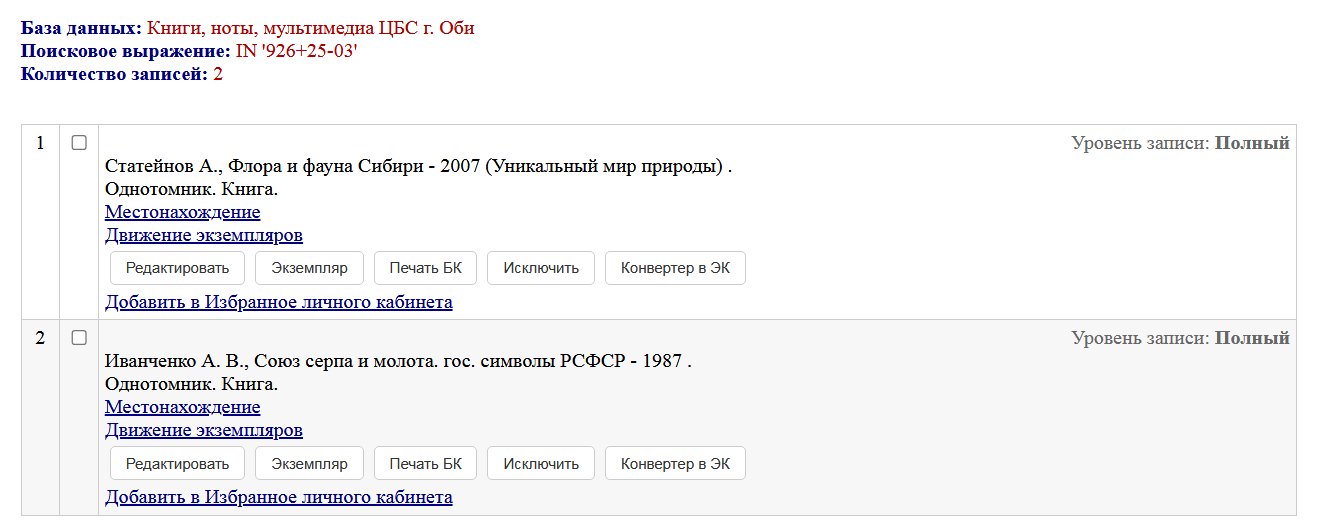 База данных: Книги, ноты, мультимедиа ЦБС г. Оби
Поисковое выражение: IN '926+25-03'
Количество записей: 2
1
Уровень записи: Полный
Статейнов А., Флора и фауна Сибири - 2007 (Уникальный мир природы) .
Однотомник. Книга.
Местонахождение
Движение экземпляров
Редактировать Экземпляр Печать БК Исключить Конвертер в ЭК
Добавить в Избранное личного кабинета
2
Уровень записи: Полный
Иванченко А. В., Союз серпа и молота. гос. символы РСФСР - 1987 .
Однотомник. Книга.
Местонахождение
Движение экземпляров
Редактировать Экземпляр Печать БК Исключить Конвертер в ЭК
Добавить в Избранное личного кабинета